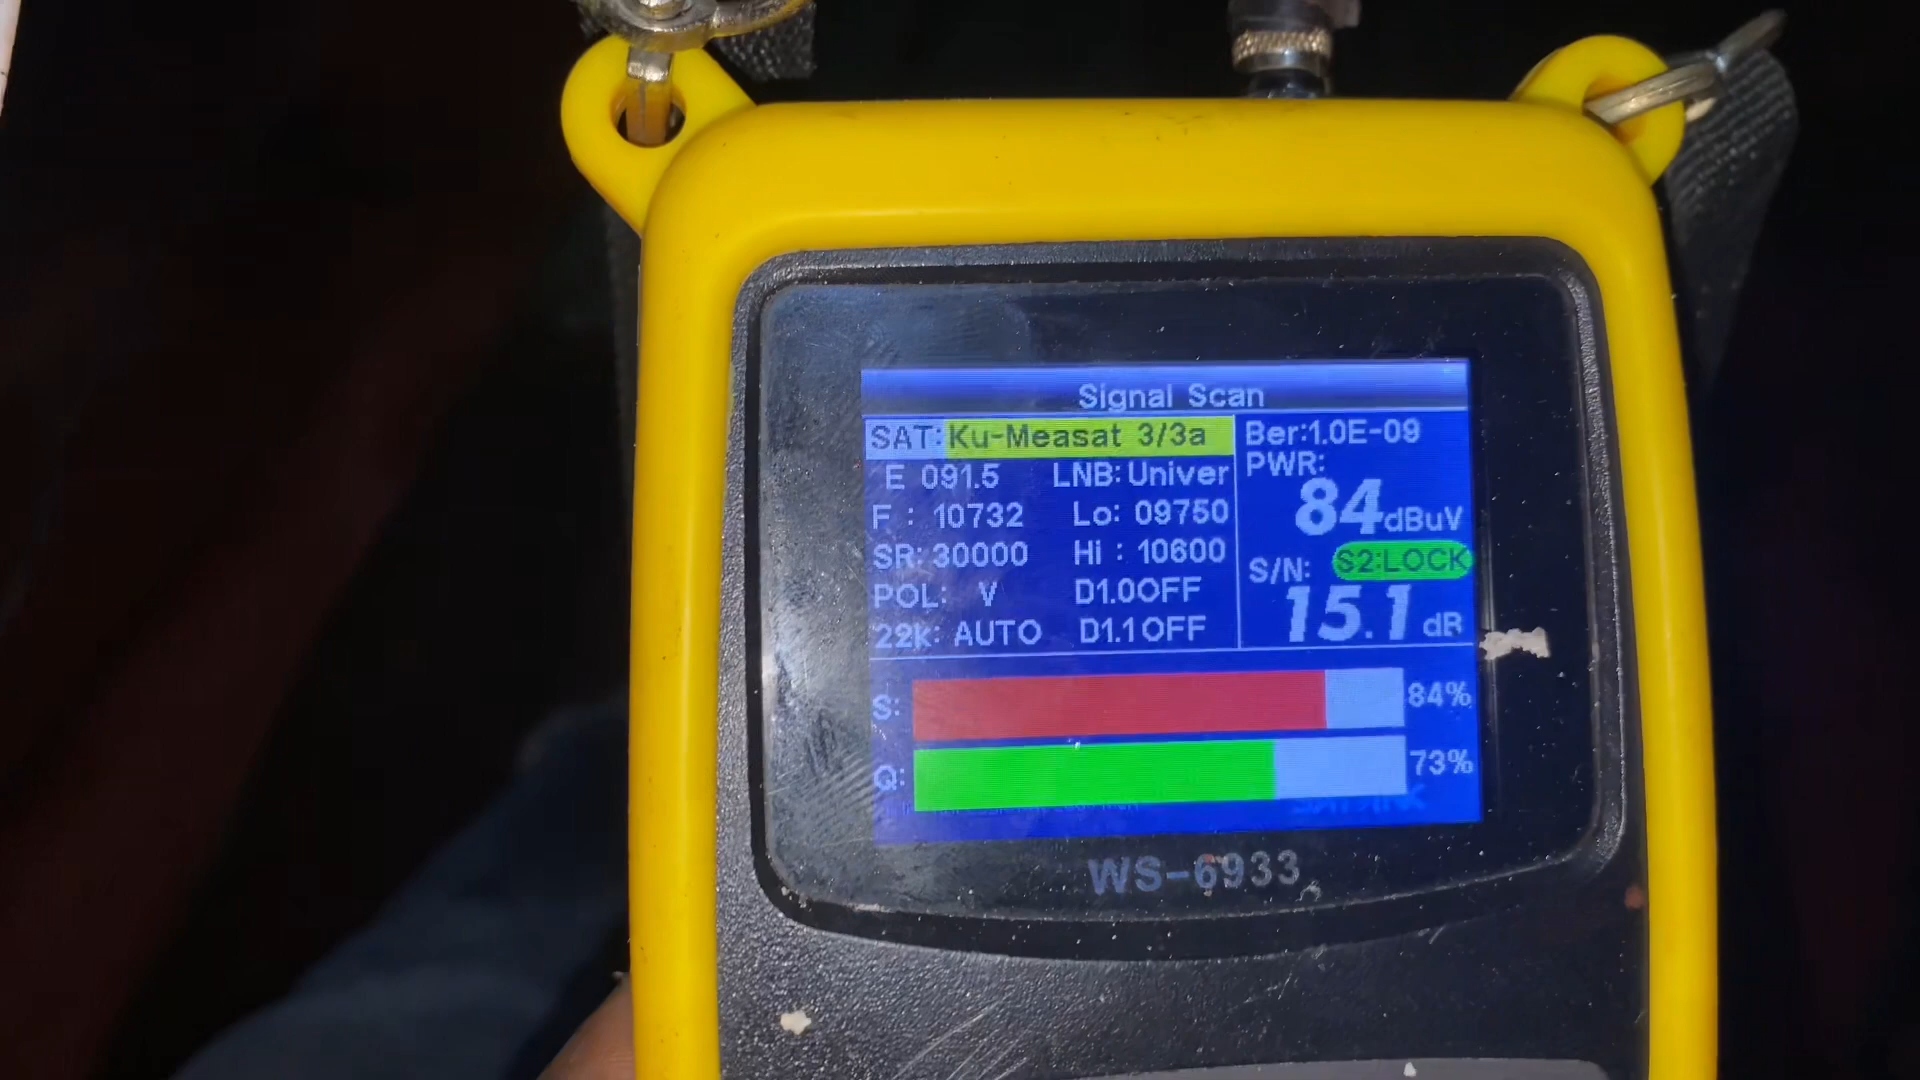 Signal Scan
SAT: Ku-Measat 3/3a
E 091.5 LNB: Univer
F : 10732 Lo: 09750
SR: 30000 Hi : 10600
POL: V D1.0OFF
22k: AUTO D1.1OFF
Ber:1.0E-09
PWR:
84dBuV
S/N: S2:LOCK
15.1 dB
S: 84%
Q: 73%
WS-6933